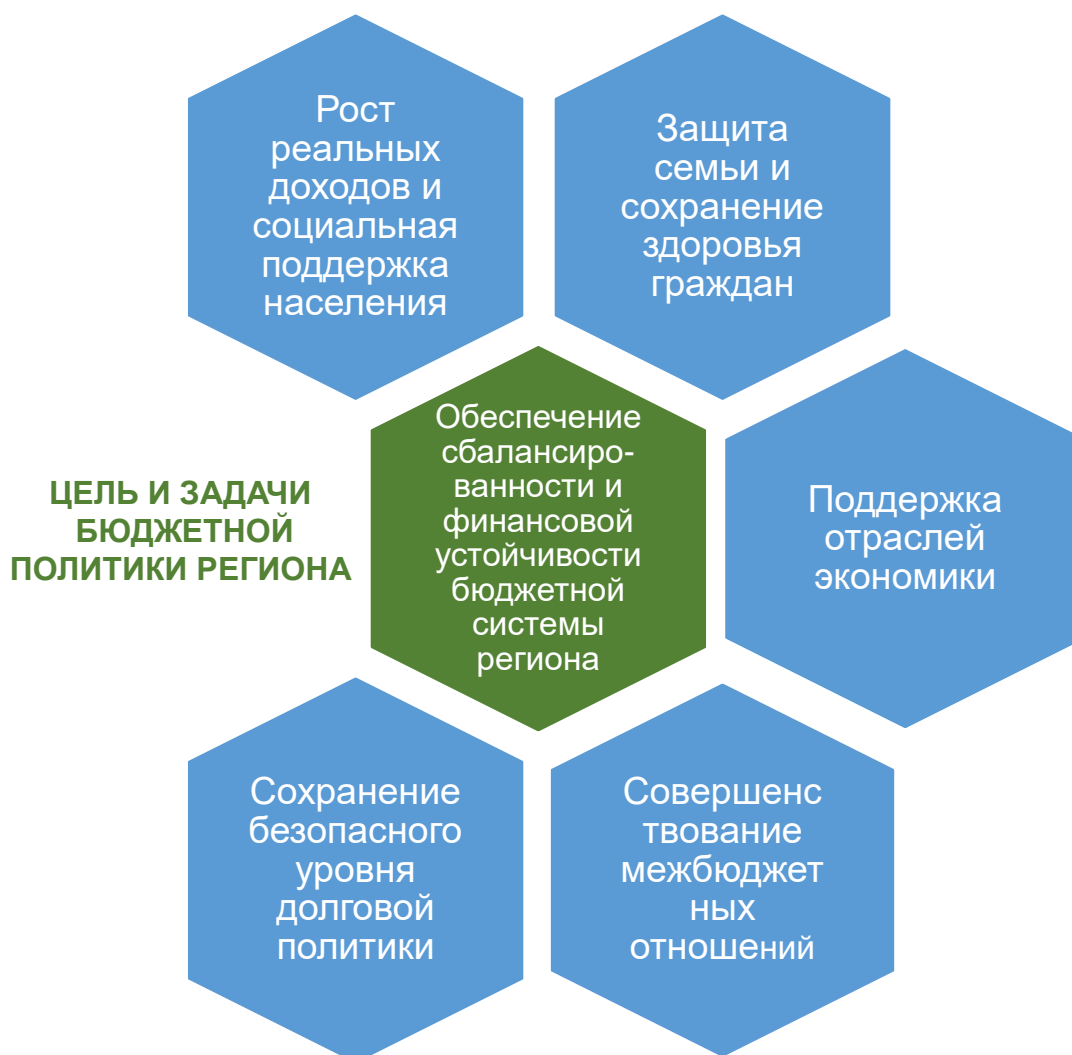 Рост
реальных
доходов и
социальная
поддержка
населения
Защита
семьи и
сохранение
здоровья
граждан
Обеспечение
сбалансиро-
ванности и
финансовой
устойчивости
бюджетной
системы
региона
ЦЕЛЬ И ЗАДАЧИ
БЮДЖЕТНОЙ
ПОЛИТИКИ РЕГИОНА
Поддержка
отраслей
экономики
Сохранение
безопасного
уровня
долговой
политики
Совершенс
твование
межбюджет
ных
отношений